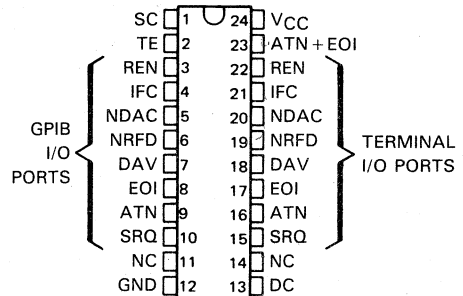 SC 1 24 VCC
TE 2 23 ATN + EOI
REN 3 22 REN
IFC 4 21 IFC
NDAC 5 20 NDAC
NRFD 6 19 NRFD
DAV 7 18 DAV
EOI 8 17 EOI
ATN 9 16 ATN
SRQ 10 15 SRQ
NC 11 14 NC
GND 12 13 DC
GPIB
I/O
PORTS
TERMINAL
I/O PORTS